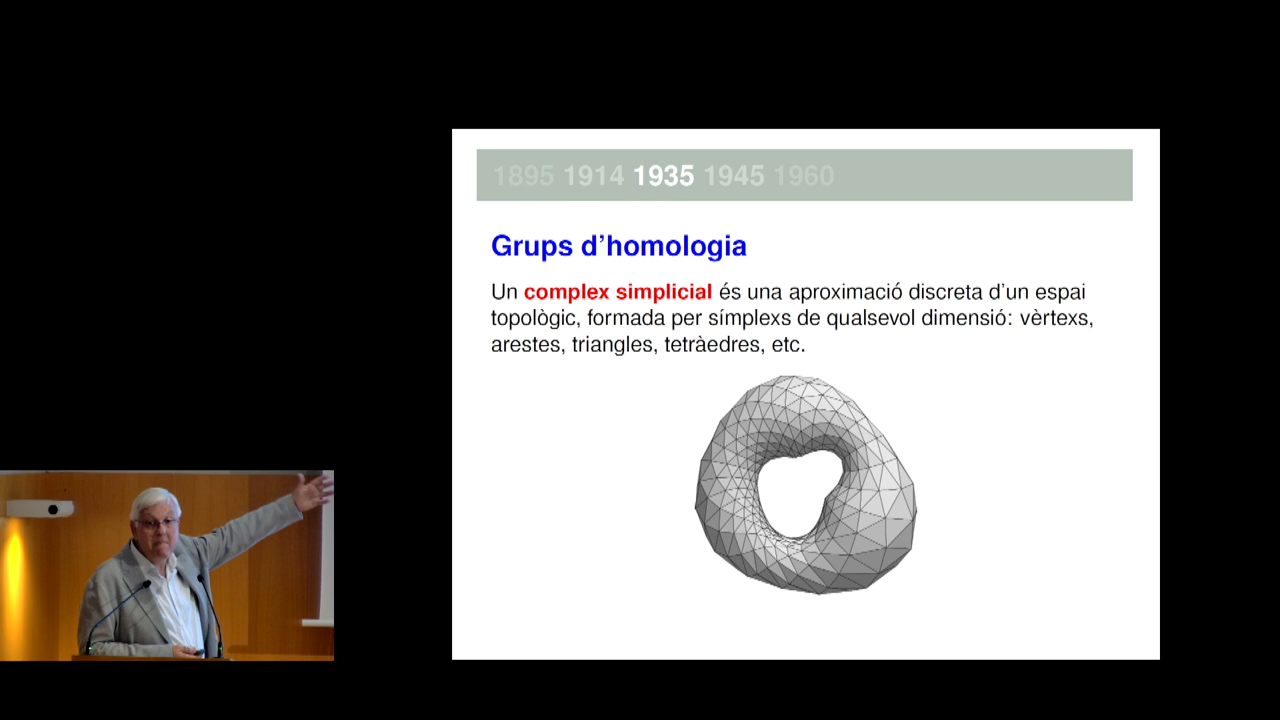 1895 1914 1935 1945 1960
Grups d’homologia
Un complex simplicial és una aproximació discreta d’un espai
topològic, formada per símplexs de qualsevol dimensió: vèrtexs,
arestes, triangles, tetràedres, etc.